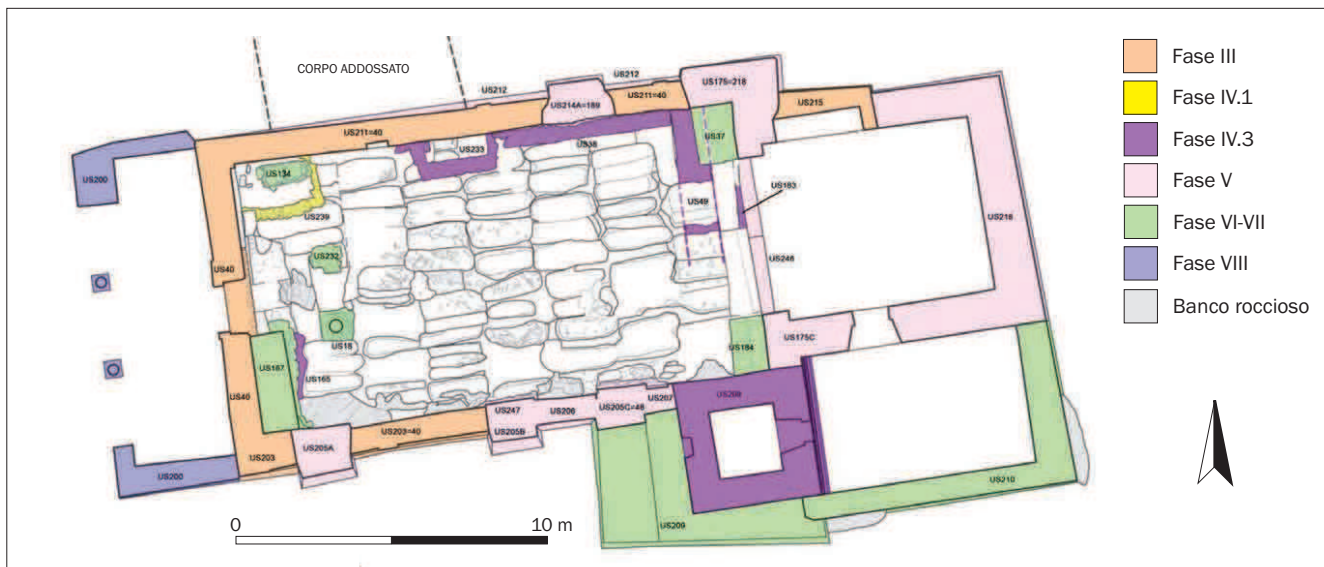 CORPO ADDOSSATO
US212
US212
US175=218
US214A=189
US211=40
US215
US211=40
US37
US200
US233
US38
US134
US183
US49
US239
US218
US232
US40
US248
US18
US175C
US184
US187
US165
US40
US207
US208
US247
US206
US205C=48
US203=40
US205B
US203
US205A
US200
US210
US209
0
10 m
Fase III
Fase IV.1
Fase IV.3
Fase V
Fase VI-VII
Fase VIII
Banco roccioso